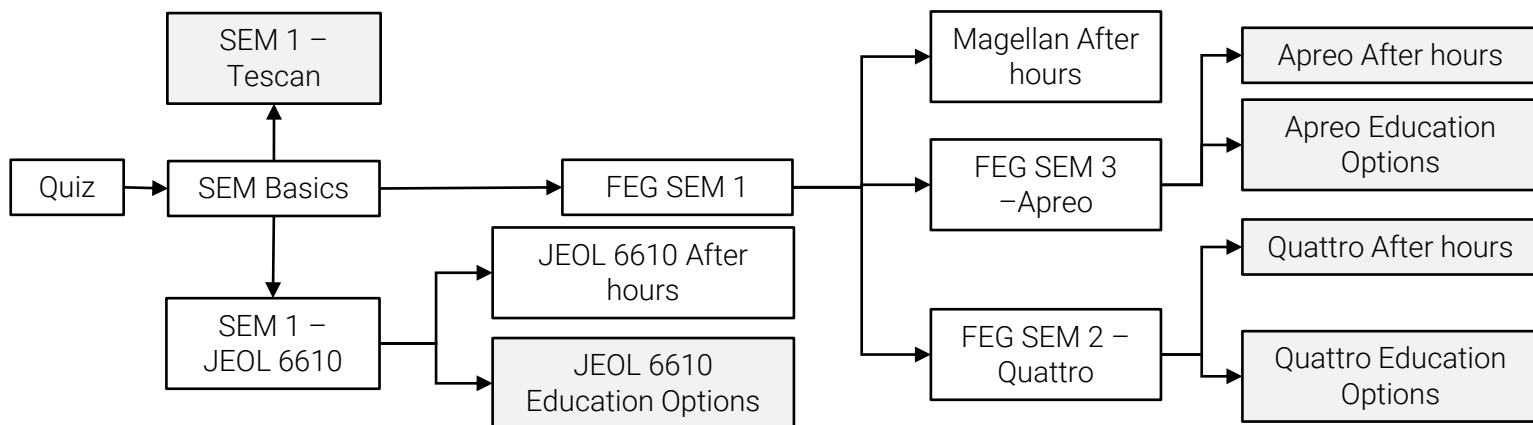 SEM 1 –
Tescan
Quiz
SEM Basics
SEM 1 –
JEOL 6610
JEOL 6610 After
hours
JEOL 6610
Education Options
FEG SEM 1
Magellan After
hours
FEG SEM 3
–Apreo
FEG SEM 2 –
Quattro
Apreo After hours
Apreo Education
Options
Quattro After hours
Quattro Education
Options